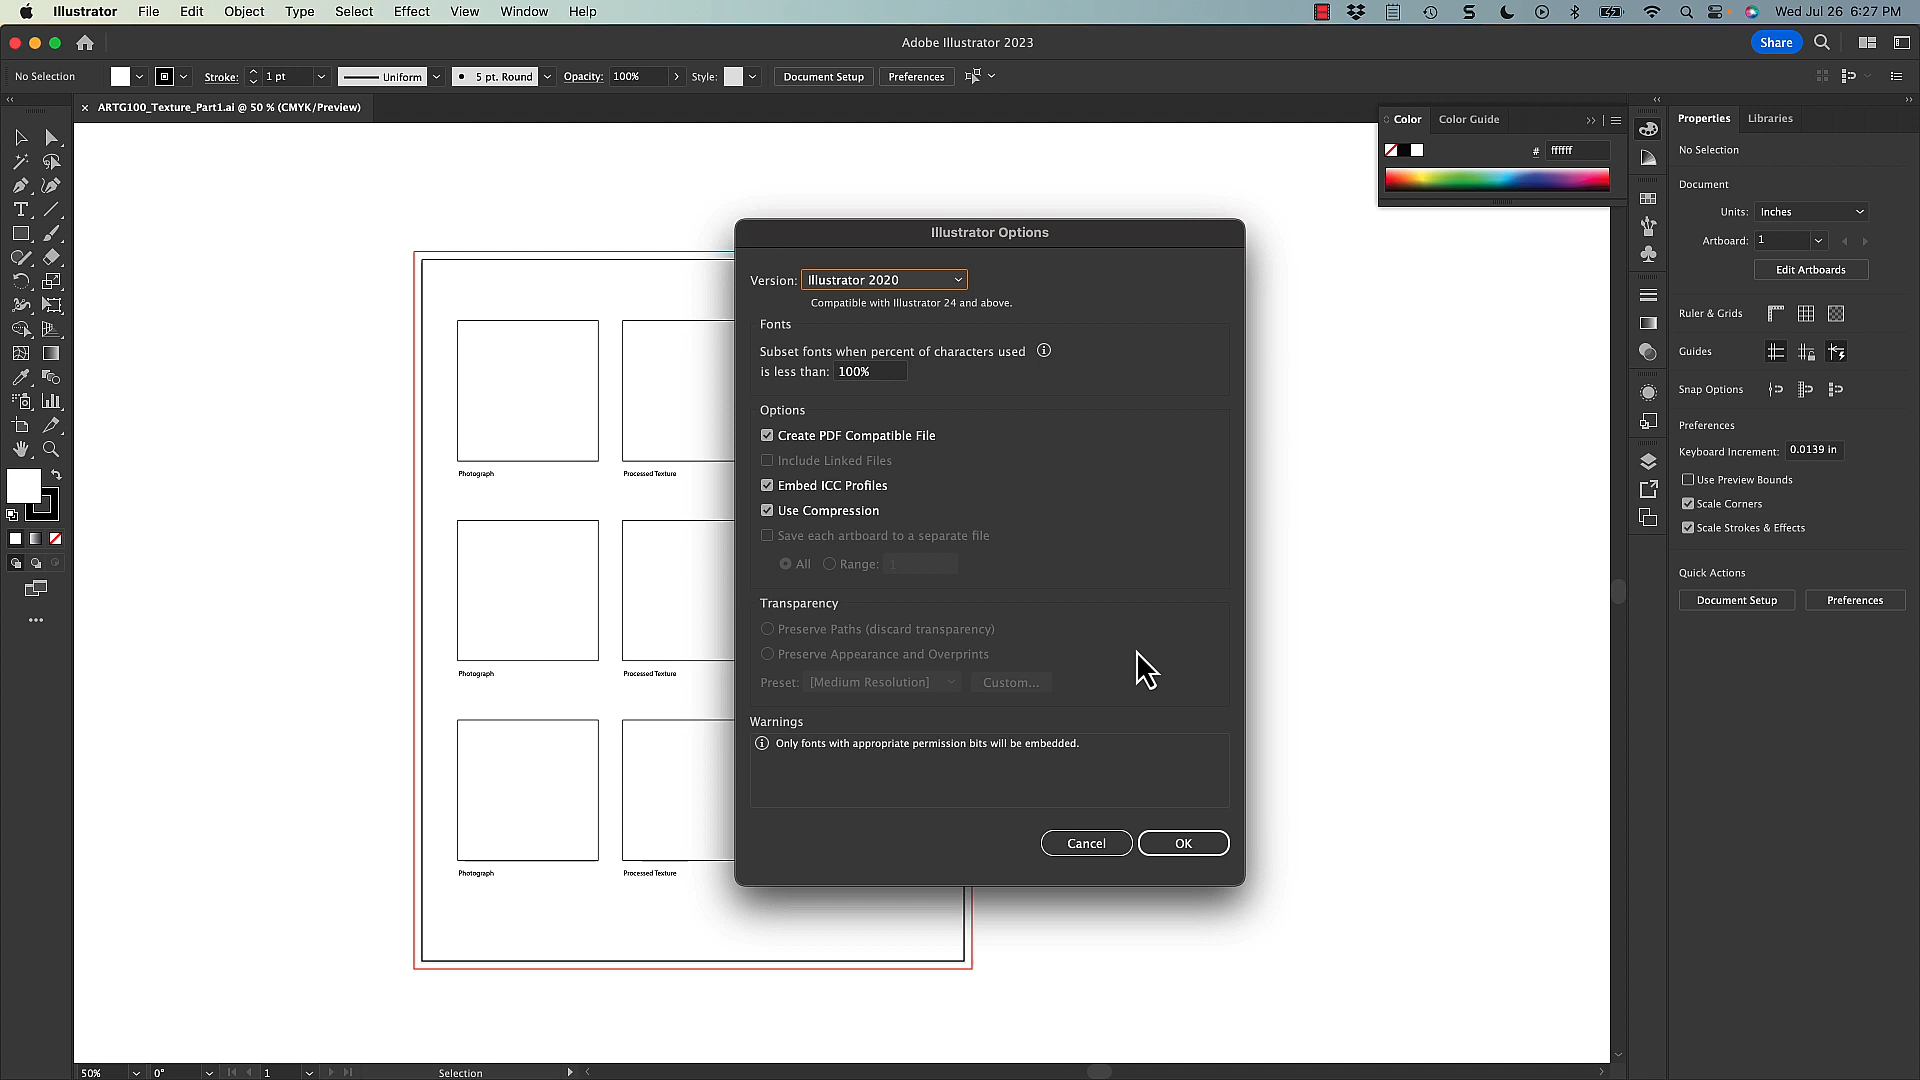 Illustrator File Edit Object Type Select Effect View Window Help
Wed Jul 26 6:27 PM
Adobe Illustrator 2023
Share
No Selection
Stroke: 1 pt
Uniform
5 pt. Round
Opacity: 100%
Style:
Document Setup
Preferences
× ARTG100_Texture_Part1.ai @ 50 % (CMYK/Preview)
Color
Color Guide
# ffffff
Properties
Libraries
No Selection
Document
Units: Inches
Artboard: 1
Edit Artboards
Ruler & Grids
Guides
Snap Options
Preferences
Keyboard Increment: 0.0139 in
Use Preview Bounds
Scale Corners
Scale Strokes & Effects
Quick Actions
Document Setup
Preferences
Illustrator Options
Version: Illustrator 2020
Compatible with Illustrator 24 and above.
Fonts
Subset fonts when percent of characters used
is less than: 100%
Options
Create PDF Compatible File
Include Linked Files
Embed ICC Profiles
Use Compression
Save each artboard to a separate file
All Range: 1
Transparency
Preserve Paths (discard transparency)
Preserve Appearance and Overprints
Preset: [Medium Resolution] Custom...
Warnings
Only fonts with appropriate permission bits will be embedded.
Cancel OK
Photograph Processed Texture
Photograph Processed Texture
Photograph Processed Texture
50% 0° 1 Selection